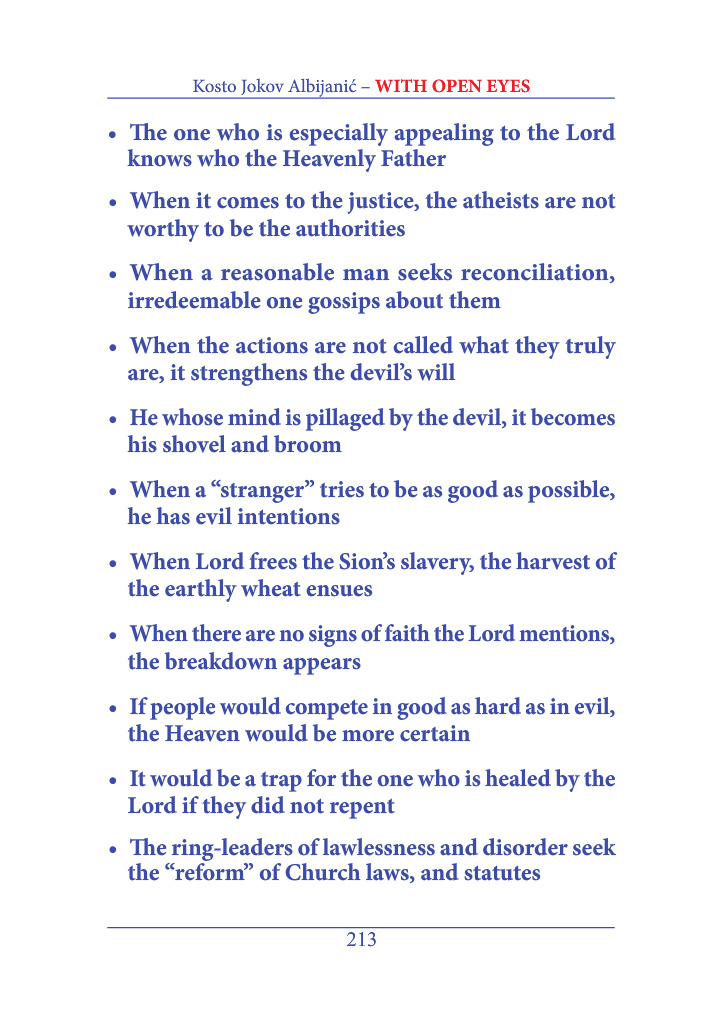 Kosto Jokov Albijanić – WITH OPEN EYES
• The one who is especially appealing to the Lord
knows who the Heavenly Father
• When it comes to the justice, the atheists are not
worthy to be the authorities
• When a reasonable man seeks reconciliation,
irredeemable one gossips about them
• When the actions are not called what they truly
are, it strengthens the devil’s will
• He whose mind is pillaged by the devil, it becomes
his shovel and broom
• When a “stranger” tries to be as good as possible,
he has evil intentions
• When Lord frees the Sion’s slavery, the harvest of
the earthly wheat ensues
• When there are no signs of faith the Lord mentions,
the breakdown appears
• If people would compete in good as hard as in evil,
the Heaven would be more certain
• It would be a trap for the one who is healed by the
Lord if they did not repent
• The ring-leaders of lawlessness and disorder seek
the “reform” of Church laws, and statutes
213